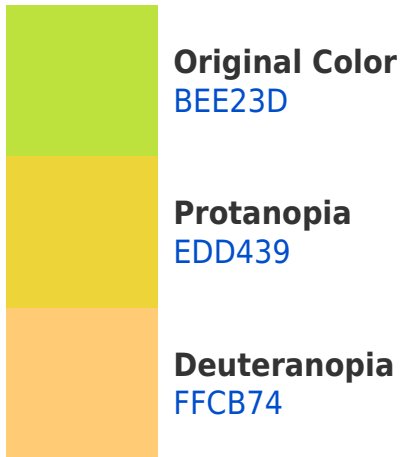 Original Color
BEE23D
Protanopia
EDD439
Deuteranopia
FFCB74